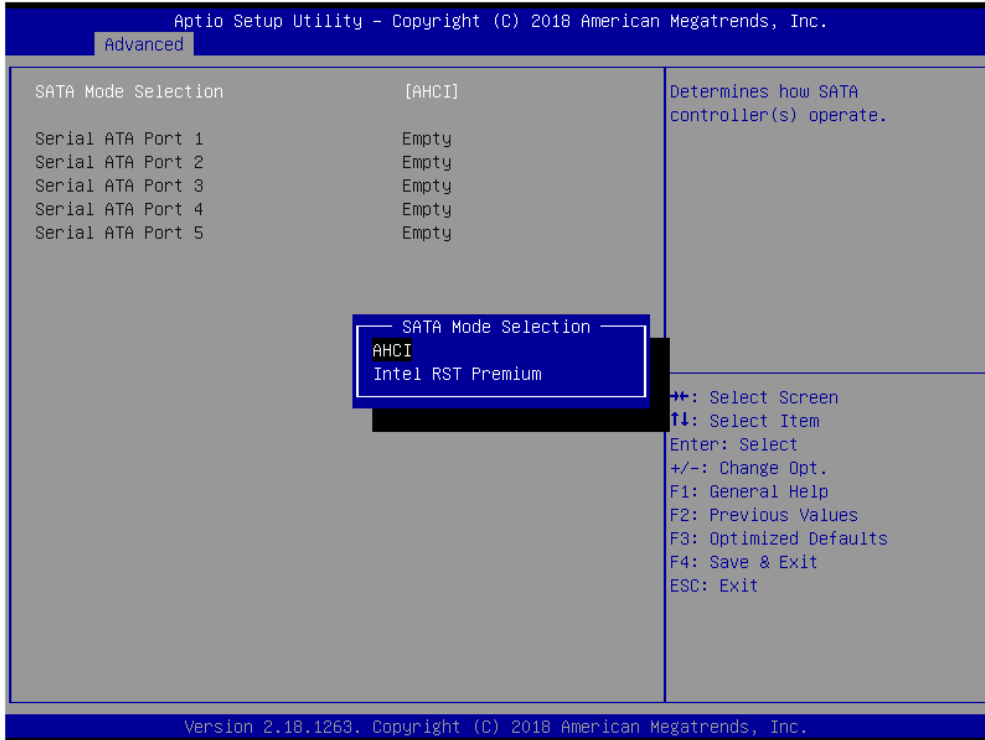 Aptio Setup Utility – Copyright (C) 2018 American Megatrends, Inc.
Advanced
SATA Mode Selection [AHCI]
Serial ATA Port 1 Empty
Serial ATA Port 2 Empty
Serial ATA Port 3 Empty
Serial ATA Port 4 Empty
Serial ATA Port 5 Empty
Determines how SATA
controller(s) operate.
SATA Mode Selection
AHCI
Intel RST Premium
→←: Select Screen
↑↓: Select Item
Enter: Select
+/-: Change Opt.
F1: General Help
F2: Previous Values
F3: Optimized Defaults
F4: Save & Exit
ESC: Exit
Version 2.18.1263. Copyright (C) 2018 American Megatrends, Inc.